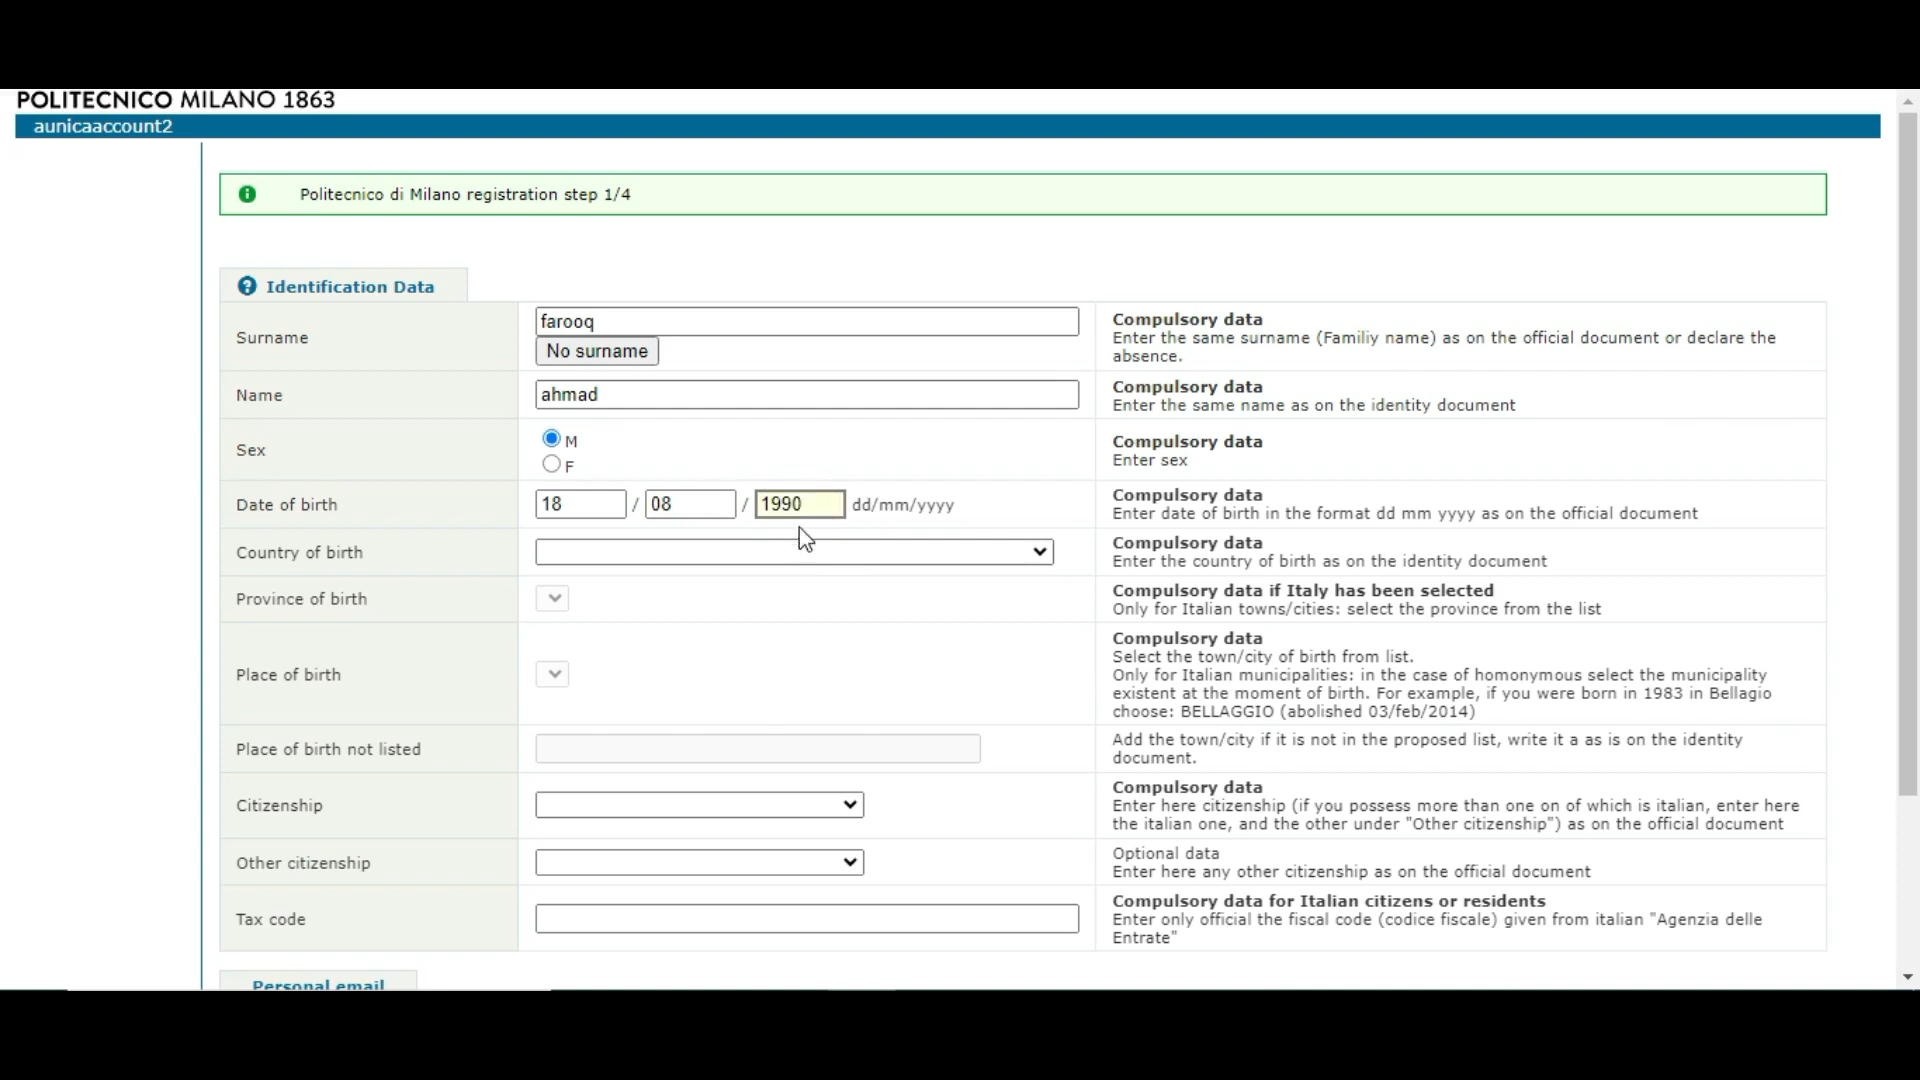 POLITECNICO MILANO 1863
aunicaaccount2
Politecnico di Milano registration step 1/4
Identification Data
Surname
farooq
No surname
Compulsory data
Enter the same surname (Familiy name) as on the official document or declare the
absence.
Name
ahmad
Compulsory data
Enter the same name as on the identity document
Sex
M
F
Compulsory data
Enter sex
Date of birth
18 / 08 / 1990 dd/mm/yyyy
Compulsory data
Enter date of birth in the format dd mm yyyy as on the official document
Country of birth
Compulsory data
Enter the country of birth as on the identity document
Province of birth
Compulsory data if Italy has been selected
Only for Italian towns/cities: select the province from the list
Place of birth
Compulsory data
Select the town/city of birth from list.
Only for Italian municipalities: in the case of homonymous select the municipality
existent at the moment of birth. For example, if you were born in 1983 in Bellagio
choose: BELLAGGIO (abolished 03/feb/2014)
Place of birth not listed
Add the town/city if it is not in the proposed list, write it a as is on the identity
document.
Citizenship
Compulsory data
Enter here citizenship (if you possess more than one on of which is italian, enter here
the italian one, and the other under "Other citizenship") as on the official document
Other citizenship
Optional data
Enter here any other citizenship as on the official document
Tax code
Compulsory data for Italian citizens or residents
Enter only official the fiscal code (codice fiscale) given from italian "Agenzia delle
Entrate"
Personal email